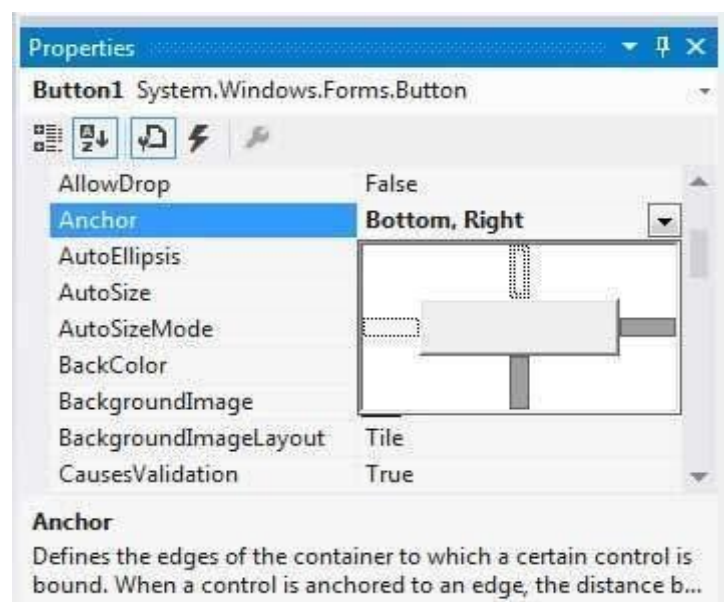 Properties
Button1 System.Windows.Forms.Button
AllowDrop False
Anchor Bottom, Right
AutoEllipsis
AutoSize
AutoSizeMode
BackColor
BackgroundImage
BackgroundImageLayout Tile
CausesValidation True
Anchor
Defines the edges of the container to which a certain control is
bound. When a control is anchored to an edge, the distance b...